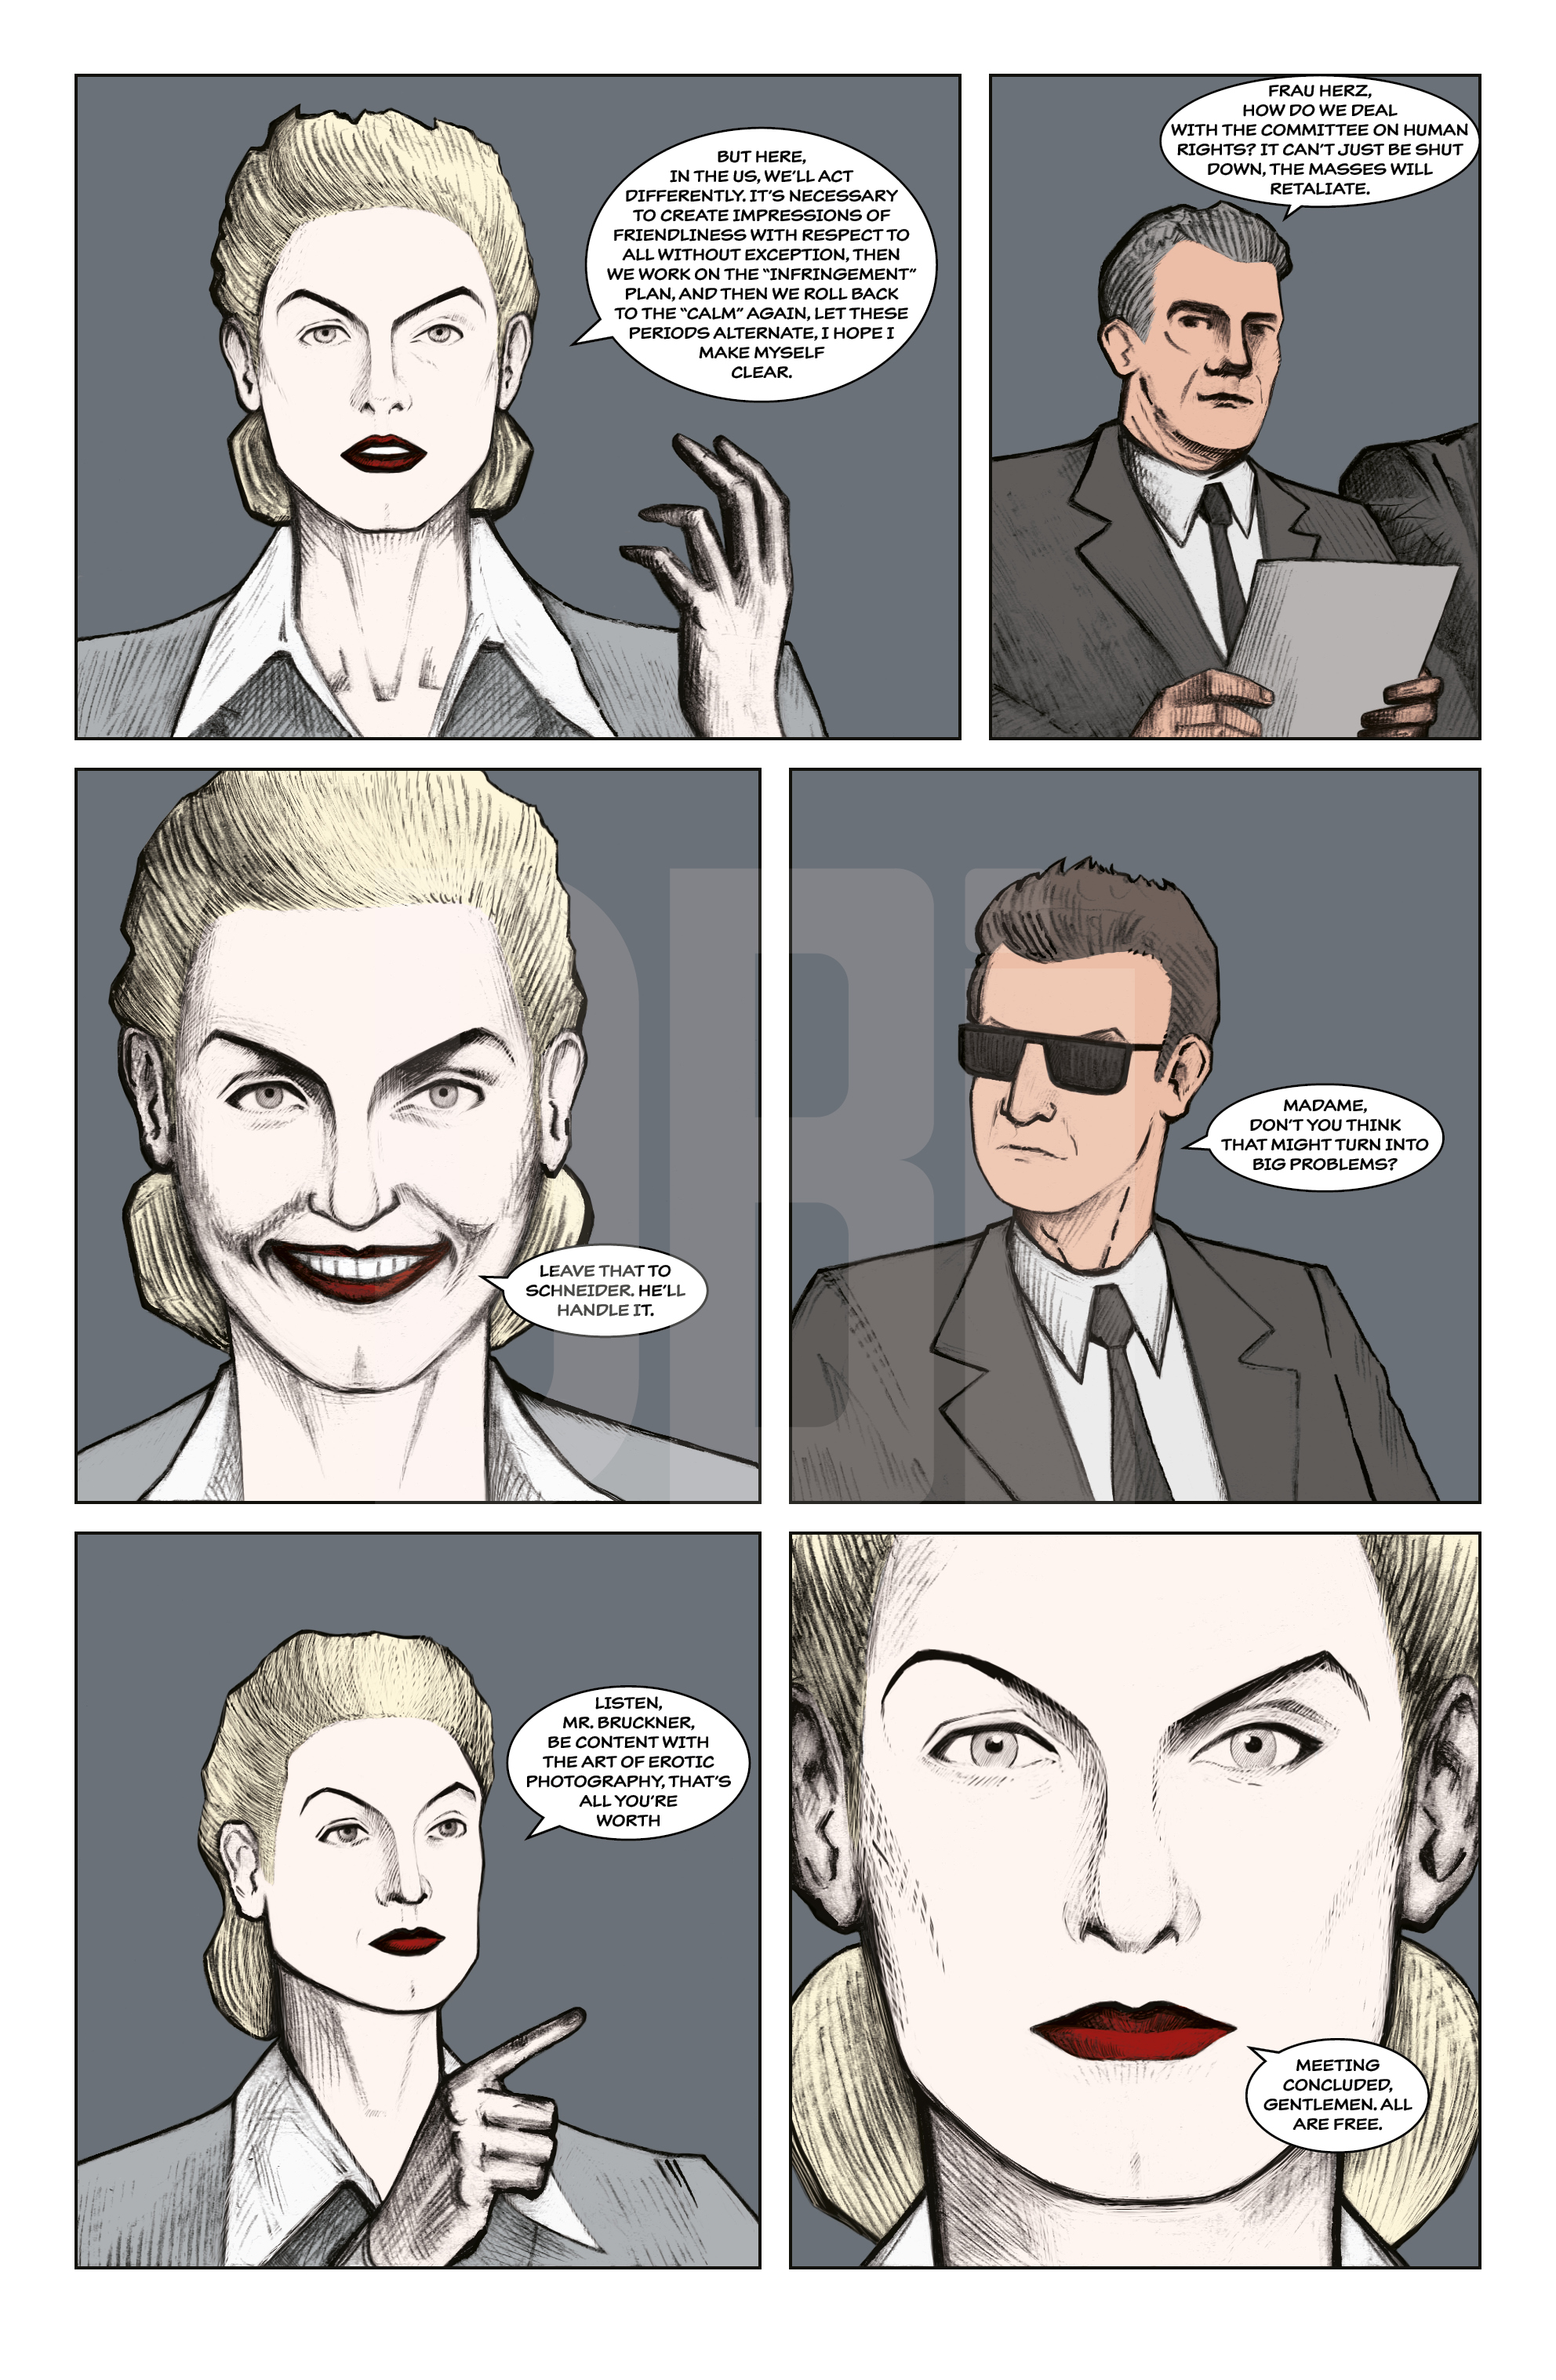 BUT HERE,
IN THE US, WE'LL ACT
DIFFERENTLY. IT'S NECESSARY
TO CREATE IMPRESSIONS OF
FRIENDLINESS WITH RESPECT TO
ALL WITHOUT EXCEPTION, THEN
WE WORK ON THE "INFRINGEMENT"
PLAN, AND THEN WE ROLL BACK
TO THE "CALM" AGAIN, LET THESE
PERIODS ALTERNATE, I HOPE I
MAKE MYSELF
CLEAR.
FRAU HERZ,
HOW DO WE DEAL
WITH THE COMMITTEE ON HUMAN
RIGHTS? IT CAN'T JUST BE SHUT
DOWN, THE MASSES WILL
RETALIATE.
LEAVE THAT TO
SCHNEIDER. HE'LL
HANDLE IT.
MADAME,
DON'T YOU THINK
THAT MIGHT TURN INTO
BIG PROBLEMS?
LISTEN,
MR. BRUCKNER,
BE CONTENT WITH
THE ART OF EROTIC
PHOTOGRAPHY, THAT'S
ALL YOU'RE
WORTH
MEETING
CONCLUDED,
GENTLEMEN. ALL
ARE FREE.